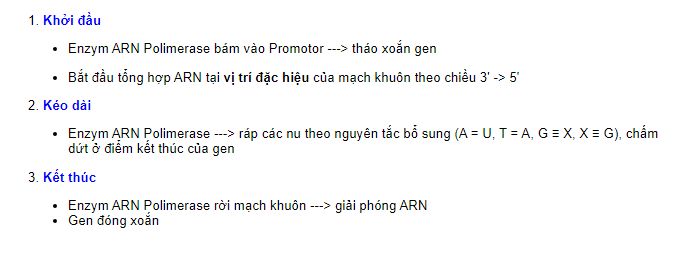 1. Khởi đầu
• Enzym ARN Polimerase bám vào Promotor ---> tháo xoắn gen
• Bắt đầu tổng hợp ARN tại vị trí đặc hiệu của mạch khuôn theo chiều 3' -> 5'
2. Kéo dài
• Enzym ARN Polimerase ---> ráp các nu theo nguyên tắc bổ sung (A = U, T = A, G ≡ X, X ≡ G), chấm
dứt ở điểm kết thúc của gen
3. Kết thúc
• Enzym ARN Polimerase rời mạch khuôn ---> giải phóng ARN
• Gen đóng xoắn